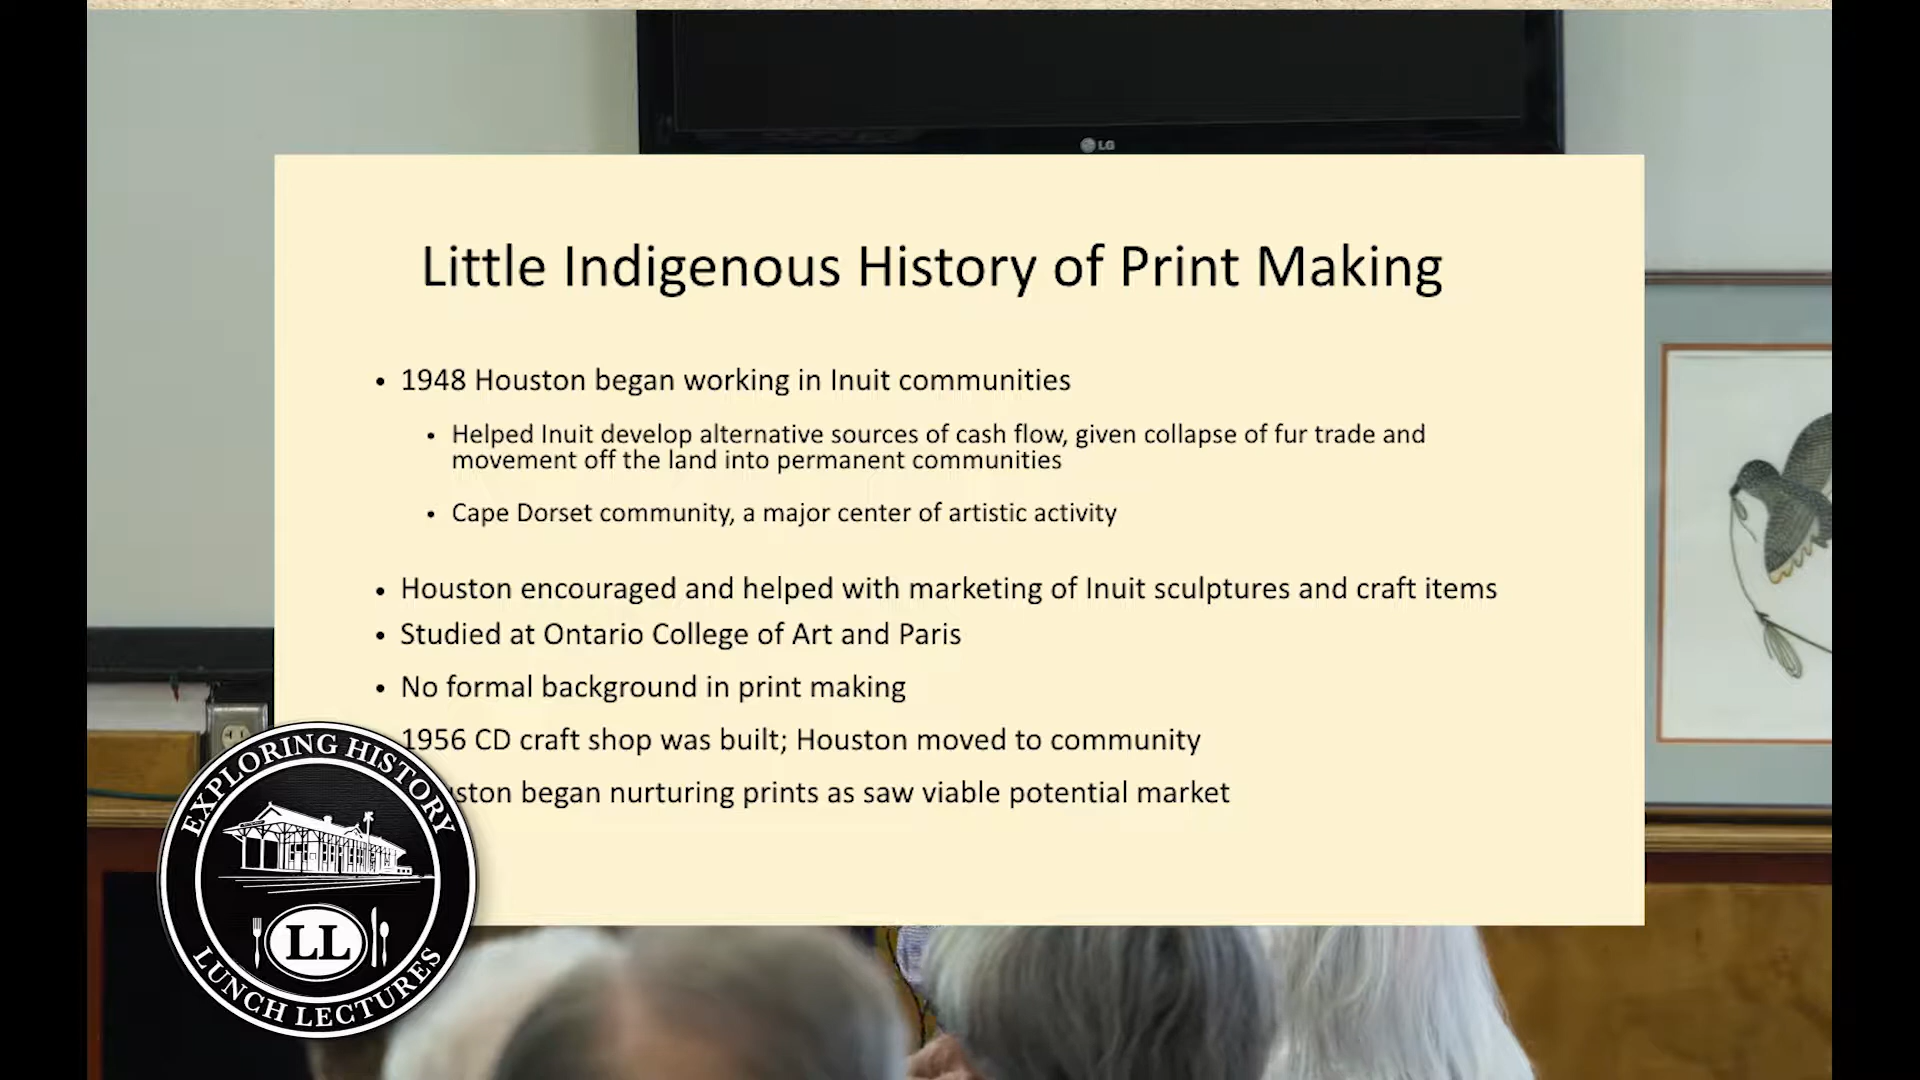 LG
Little Indigenous History of Print Making
• 1948 Houston began working in Inuit communities
• Helped Inuit develop alternative sources of cash flow, given collapse of fur trade and
movement off the land into permanent communities
• Cape Dorset community, a major center of artistic activity
• Houston encouraged and helped with marketing of Inuit sculptures and craft items
• Studied at Ontario College of Art and Paris
• No formal background in print making
1956 CD craft shop was built; Houston moved to community
began nurturing prints as saw viable potential market
EXPLORING HISTORY
LL
LUNCH LECTURES